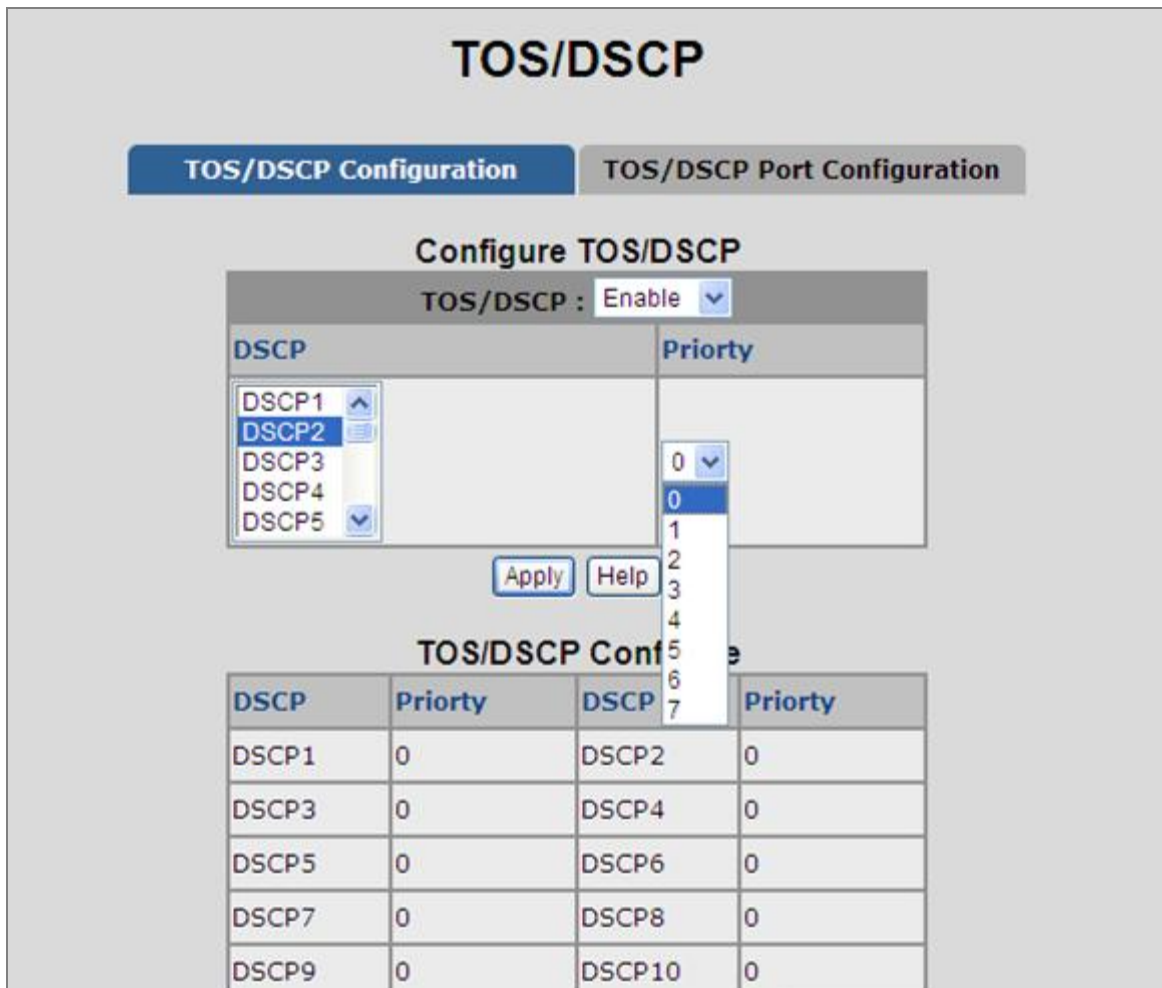 TOS/DSCP
TOS/DSCP Configuration TOS/DSCP Port Configuration
Configure TOS/DSCP
TOS/DSCP : Enable
DSCP Priorty
DSCP1
DSCP2
DSCP3
DSCP4
DSCP5
0
0
1
2
3
4
5
6
7
Apply Help
TOS/DSCP Conf e
DSCP Priorty DSCP Priorty
DSCP1 0 DSCP2 0
DSCP3 0 DSCP4 0
DSCP5 0 DSCP6 0
DSCP7 0 DSCP8 0
DSCP9 0 DSCP10 0